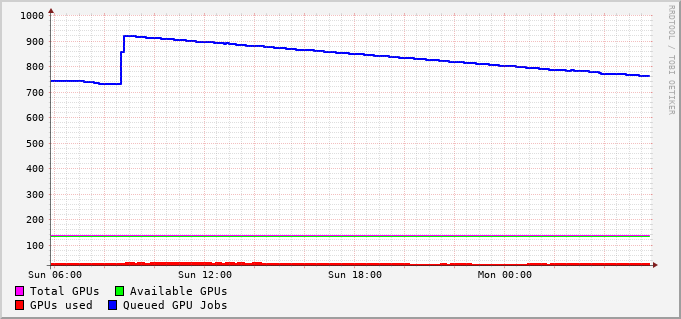 1000
900
800
700
600
500
400
300
200
100
Sun 06:00 Sun 12:00 Sun 18:00 Mon 00:00
Total GPUs Available GPUs
GPUs used Queued GPU Jobs
RRDTOOL / TOBI OETIKER